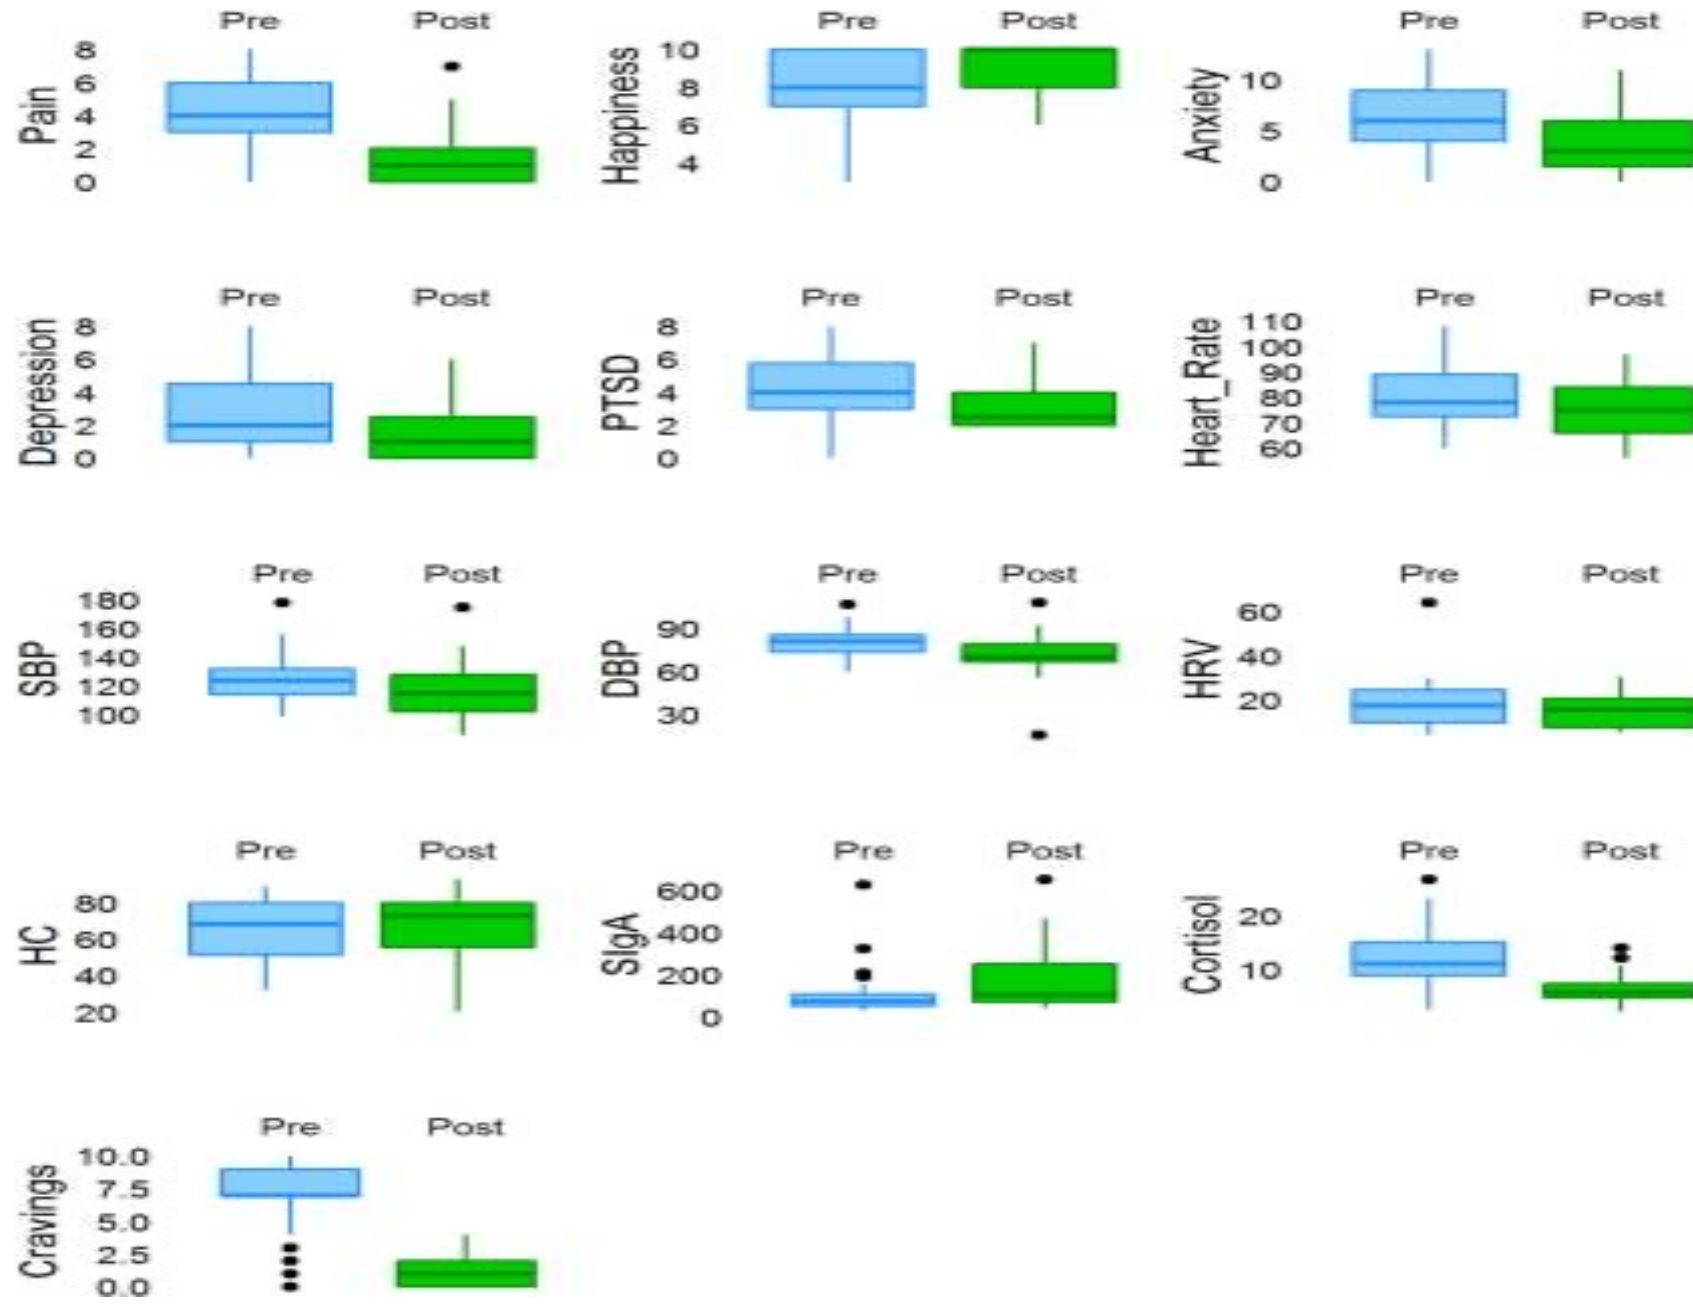 Pre Post Pre Post Pre Post
Pain 8 6 4 2 0
Happiness 10 8 6 4
Anxiety 10 5 0
Pre Post Pre Post Pre Post
Depression 8 6 4 2 0
PTSD 8 6 4 2 0
Heart_Rate 110 100 90 80 70 60
Pre Post Pre Post Pre Post
SBP 180 160 140 120 100
DBP 90 60 30
HRV 60 40 20
Pre Post Pre Post Pre Post
HC 80 60 40 20
SIgA 600 400 200 0
Cortisol 20 10
Pre Post
Cravings 10.0 7.5 5.0 2.5 0.0